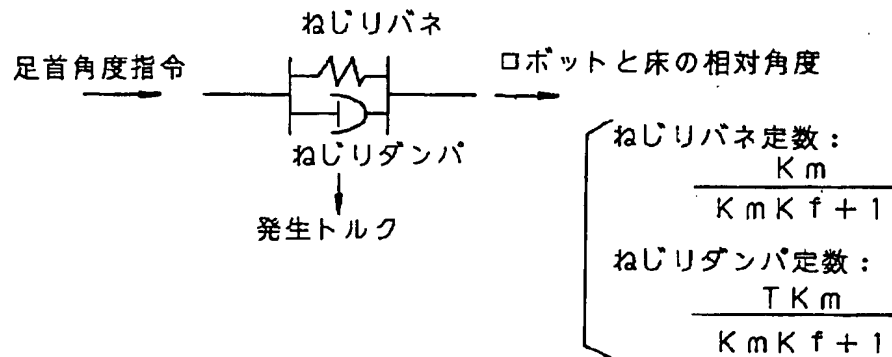 ねじりバネ
足首角度指令
ロボットと床の相対角度
ねじりダンパ
発生トルク
ねじりバネ定数：
Km
KmKf+1
ねじりダンパ定数：
TKm
KmKf+1